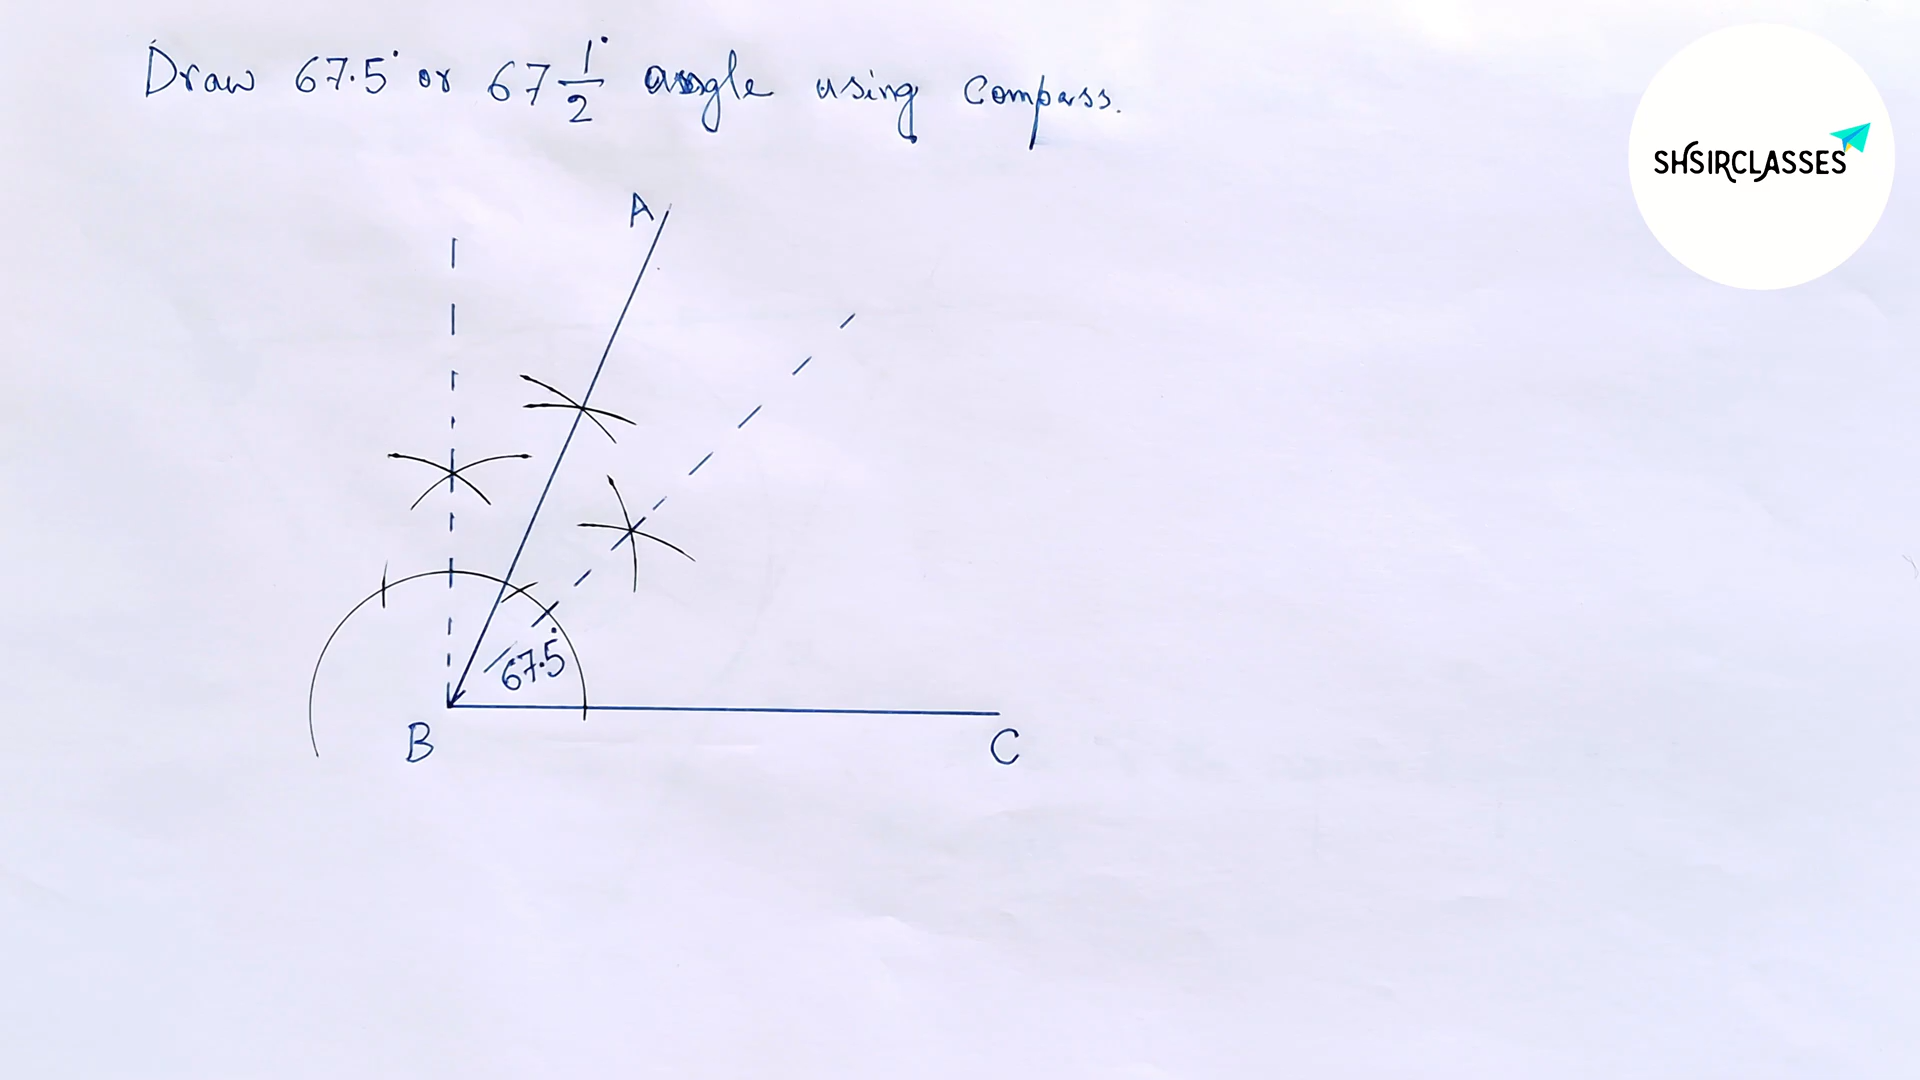 Draw 67.5° or 67 1/2° angle using compass.
SHSIRCLASSES
A
67.5°
B
C